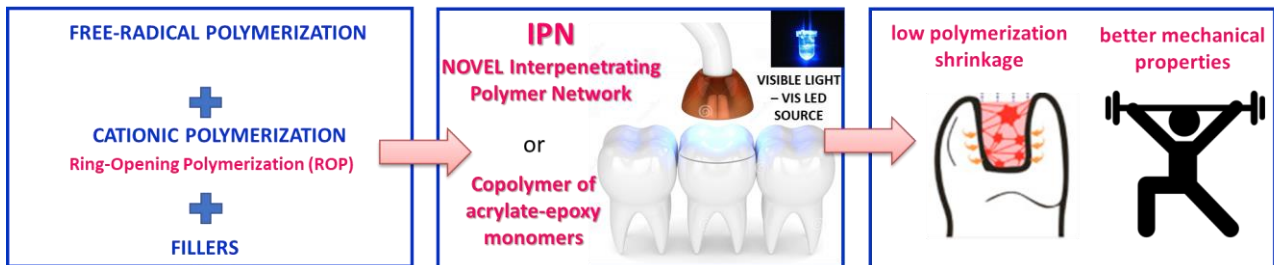 FREE-RADICAL POLYMERIZATION
CATIONIC POLYMERIZATION
Ring-Opening Polymerization (ROP)
FILLERS
IPN
NOVEL Interpenetrating
Polymer Network
or
Copolymer of
acrylate-epoxy
monomers
VISIBLE LIGHT
– VIS LED
SOURCE
low polymerization
shrinkage
better mechanical
properties